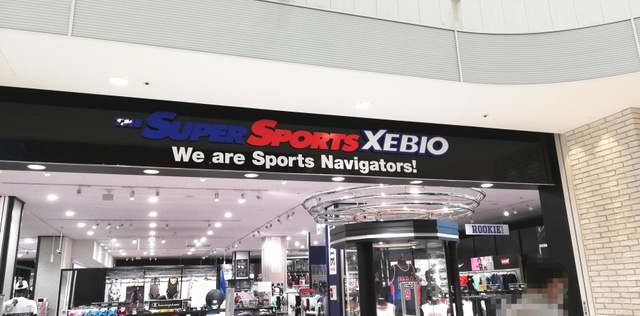 THE SUPER SPORTS XEBIO
We are Sports Navigators!
ROOKIE